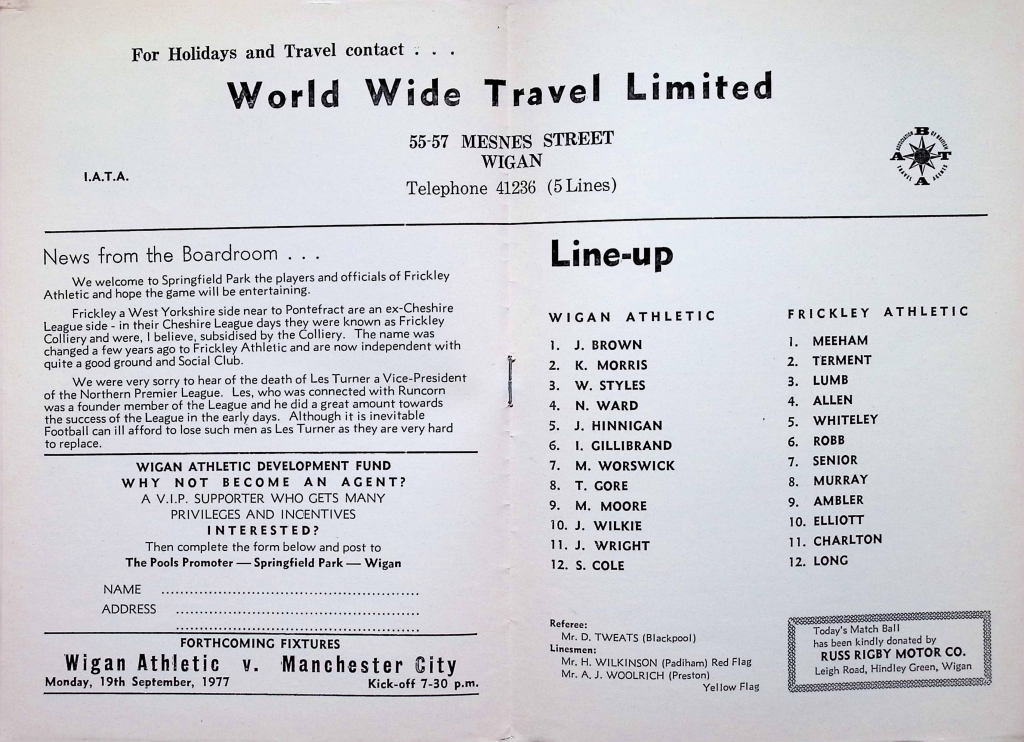 For Holidays and Travel contact . . .
World Wide Travel Limited
55-57 MESNES STREET
WIGAN
I.A.T.A.
Telephone 41236 (5 Lines)
ASSOCIATION OF BRITISH TRAVEL AGENTS
A B T A
News from the Boardroom . . .
We welcome to Springfield Park the players and officials of Frickley
Athletic and hope the game will be entertaining.
Frickley a West Yorkshire side near to Pontefract are an ex-Cheshire
League side - in their Cheshire League days they were known as Frickley
Colliery and were, I believe, subsidised by the Colliery. The name was
changed a few years ago to Frickley Athletic and are now independent with
quite a good ground and Social Club.
We were very sorry to hear of the death of Les Turner a Vice-President
of the Northern Premier League. Les, who was connected with Runcorn
was a founder member of the League and he did a great amount towards
the success of the League in the early days. Although it is inevitable
Football can ill afford to lose such men as Les Turner as they are very hard
to replace.
WIGAN ATHLETIC DEVELOPMENT FUND
WHY NOT BECOME AN AGENT?
A V.I.P. SUPPORTER WHO GETS MANY
PRIVILEGES AND INCENTIVES
INTERESTED?
Then complete the form below and post to
The Pools Promoter — Springfield Park — Wigan
NAME
ADDRESS
FORTHCOMING FIXTURES
Wigan Athletic v. Manchester City
Monday, 19th September, 1977 Kick-off 7-30 p.m.
Line-up
WIGAN ATHLETIC
1. J. BROWN
2. K. MORRIS
3. W. STYLES
4. N. WARD
5. J. HINNIGAN
6. I. GILLIBRAND
7. M. WORSWICK
8. T. GORE
9. M. MOORE
10. J. WILKIE
11. J. WRIGHT
12. S. COLE
FRICKLEY ATHLETIC
1. MEEHAM
2. TERMENT
3. LUMB
4. ALLEN
5. WHITELEY
6. ROBB
7. SENIOR
8. MURRAY
9. AMBLER
10. ELLIOTT
11. CHARLTON
12. LONG
Referee:
Mr. D. TWEATS (Blackpool)
Linesmen:
Mr. H. WILKINSON (Padiham) Red Flag
Mr. A. J. WOOLRICH (Preston)
Yellow Flag
Today's Match Ball
has been kindly donated by
RUSS RIGBY MOTOR CO.
Leigh Road, Hindley Green, Wigan